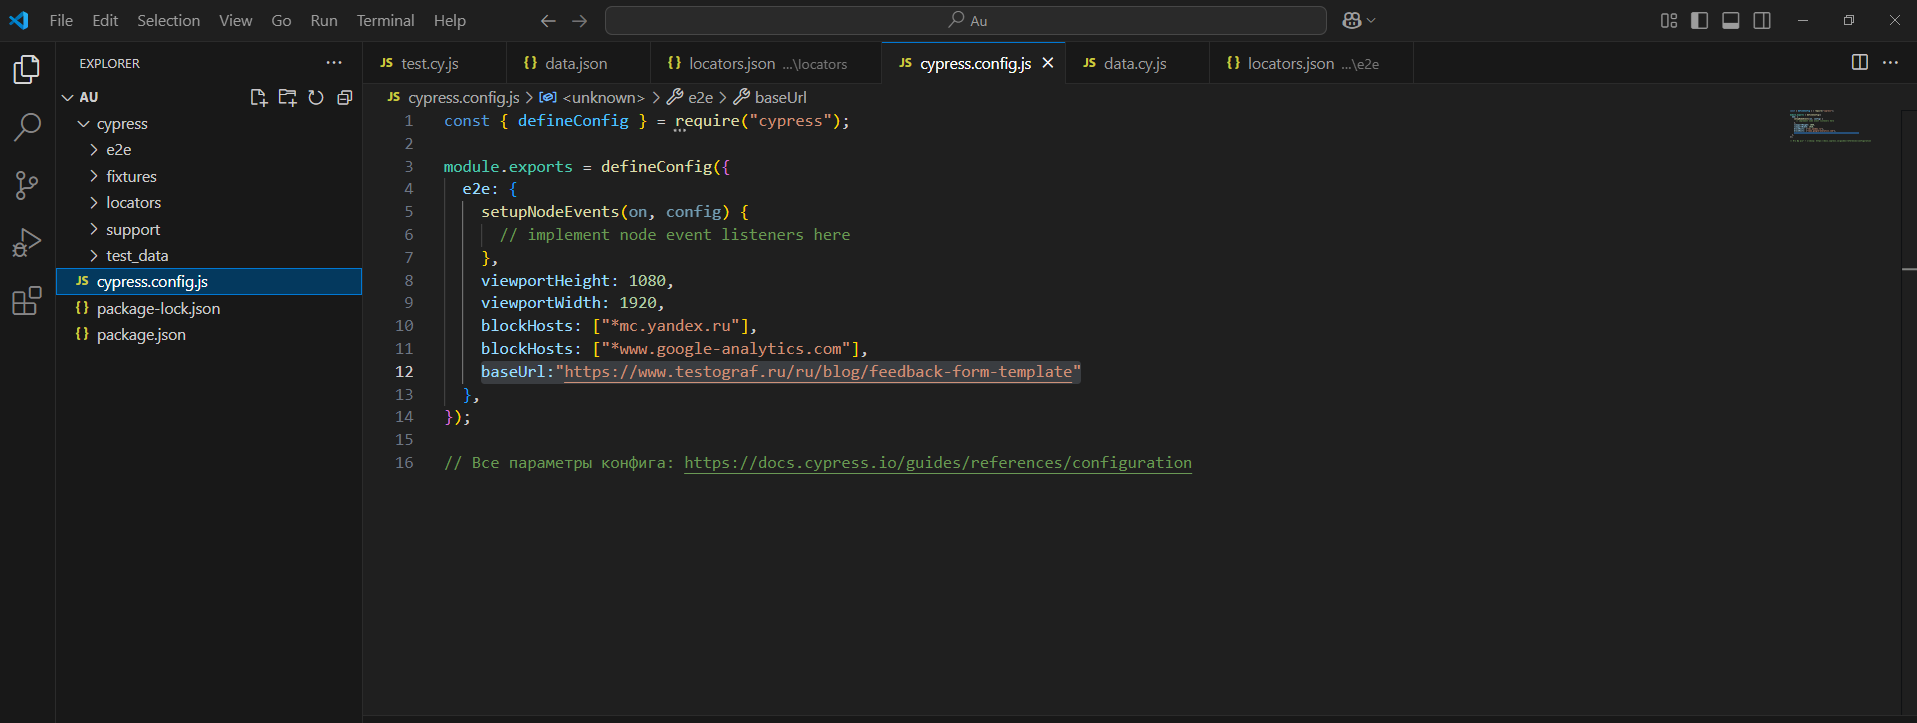 File Edit Selection View Go Run Terminal Help
Au
EXPLORER
AU
cypress
e2e
fixtures
locators
support
test_data
JS cypress.config.js
{} package-lock.json
{} package.json
JS test.cy.js
{} data.json
{} locators.json ...\locators
JS cypress.config.js
JS data.cy.js
{} locators.json ...\e2e
JS cypress.config.js > <unknown> > e2e > baseUrl
1 const { defineConfig } = require("cypress");
2
3 module.exports = defineConfig({
4 e2e: {
5 setupNodeEvents(on, config) {
6 // implement node event listeners here
7 },
8 viewportHeight: 1080,
9 viewportWidth: 1920,
10 blockHosts: ["*mc.yandex.ru"],
11 blockHosts: ["*www.google-analytics.com"],
12 baseUrl:"https://www.testograf.ru/ru/blog/feedback-form-template"
13 },
14 });
15
16 // Все параметры конфига: https://docs.cypress.io/guides/references/configuration